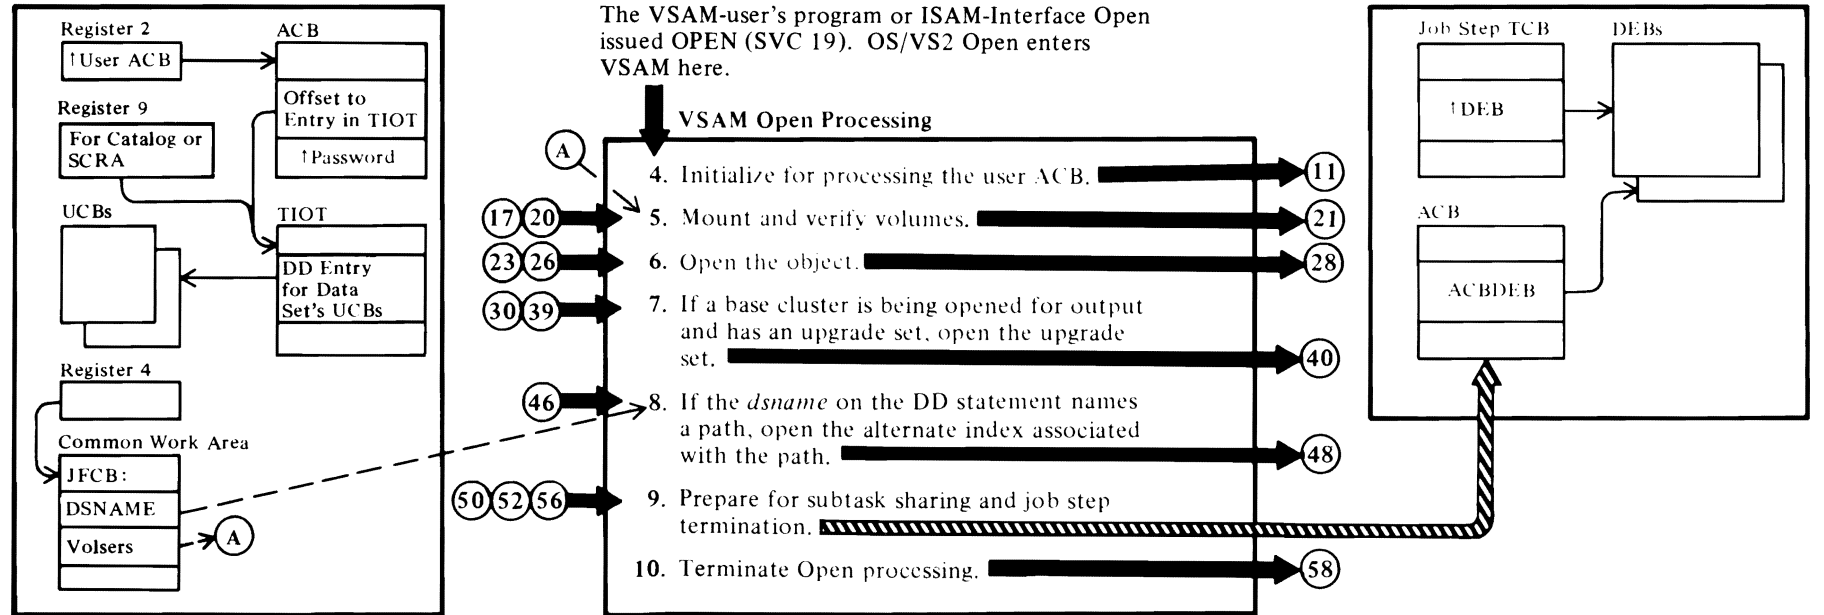 Register 2
↑User ACB
ACB
Offset to
Entry in TIOT
↑Password
Register 9
For Catalog or
SCRA
UCBs
TIOT
DD Entry
for Data
Set's UCBs
Register 4
Common Work Area
JFCB:
DSNAME
Volsers
A
The VSAM-user's program or ISAM-Interface Open
issued OPEN (SVC 19). OS/VS2 Open enters
VSAM here.
VSAM Open Processing
A
4. Initialize for processing the user ACB.
11
17 20
5. Mount and verify volumes.
21
23 26
6. Open the object.
28
30 39
7. If a base cluster is being opened for output
and has an upgrade set, open the upgrade
set.
40
46
8. If the dsname on the DD statement names
a path, open the alternate index associated
with the path.
48
50 52 56
9. Prepare for subtask sharing and job step
termination.
10. Terminate Open processing.
58
Job Step TCB
↑DEB
DEBs
ACB
ACBDEB